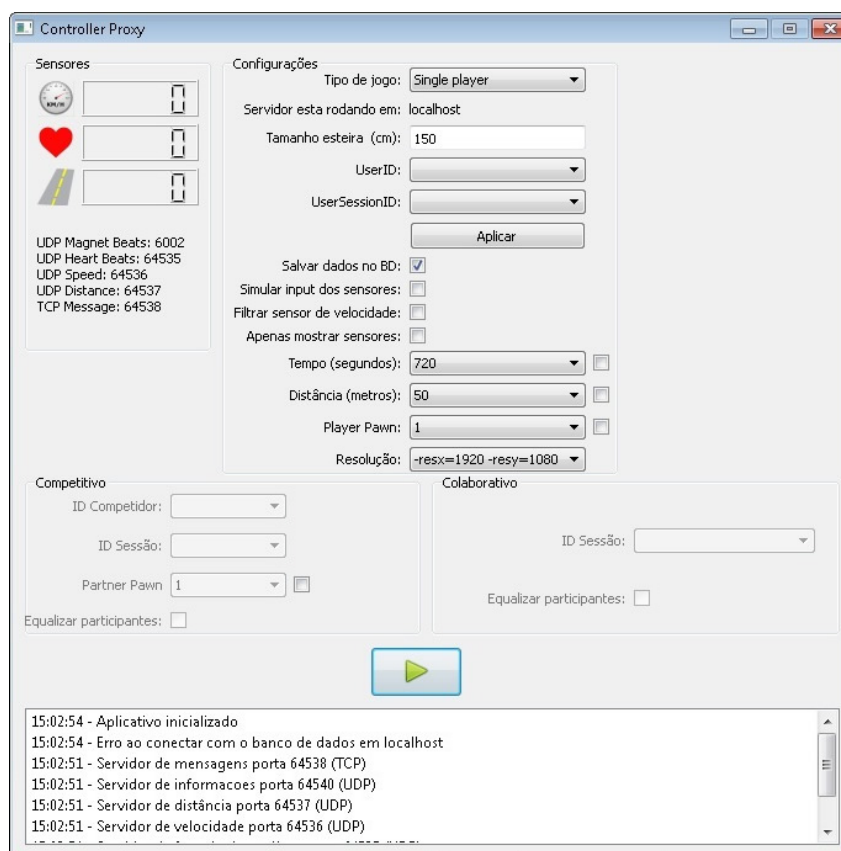 Controller Proxy
Sensores
KM/H
0
0
0
UDP Magnet Beats: 6002
UDP Heart Beats: 64535
UDP Speed: 64536
UDP Distance: 64537
TCP Message: 64538
Configurações
Tipo de jogo: Single player
Servidor esta rodando em: localhost
Tamanho esteira (cm): 150
UserID:
UserSessionID:
Aplicar
Salvar dados no BD:
Simular input dos sensores:
Filtrar sensor de velocidade:
Apenas mostrar sensores:
Tempo (segundos): 720
Distância (metros): 50
Player Pawn: 1
Resolução: -resx=1920 -resy=1080
Competitivo
ID Competidor:
ID Sessão:
Partner Pawn 1
Equalizar participantes:
Colaborativo
ID Sessão:
Equalizar participantes:
15:02:54 - Aplicativo inicializado
15:02:54 - Erro ao conectar com o banco de dados em localhost
15:02:51 - Servidor de mensagens porta 64538 (TCP)
15:02:51 - Servidor de informacoes porta 64540 (UDP)
15:02:51 - Servidor de distância porta 64537 (UDP)
15:02:51 - Servidor de velocidade porta 64536 (UDP)